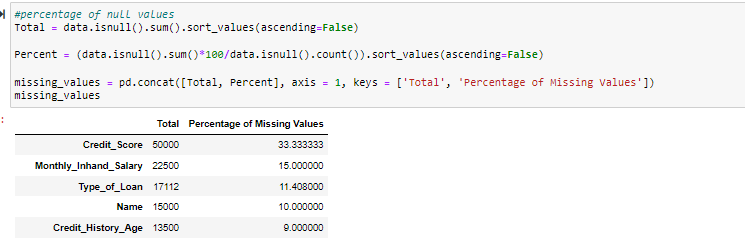 #percentage of null values
Total = data.isnull().sum().sort_values(ascending=False)
Percent = (data.isnull().sum()*100/data.isnull().count()).sort_values(ascending=False)
missing_values = pd.concat([Total, Percent], axis = 1, keys = ['Total', 'Percentage of Missing Values'])
missing_values
Total Percentage of Missing Values
Credit_Score 50000 33.333333
Monthly_Inhand_Salary 22500 15.000000
Type_of_Loan 17112 11.408000
Name 15000 10.000000
Credit_History_Age 13500 9.000000